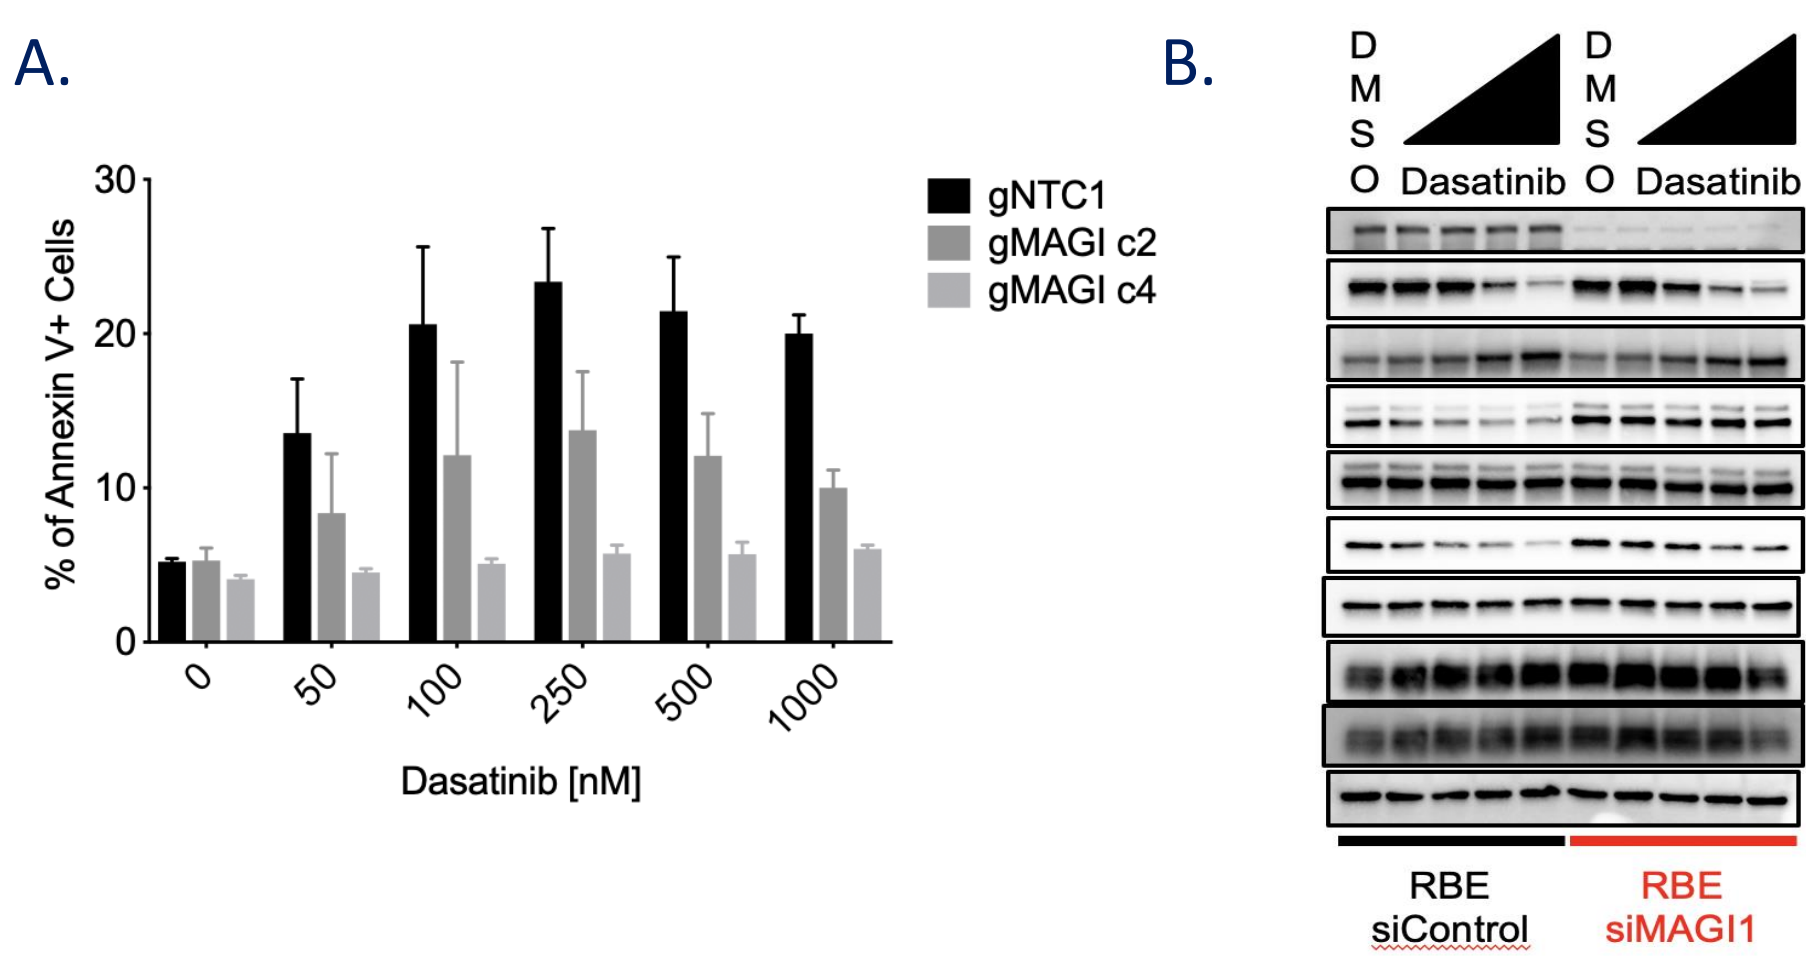 A.
30
20
10
0
% of Annexin V+ Cells
0
50
100
250
500
1000
Dasatinib [nM]
gNTC1
gMAGI c2
gMAGI c4
B.
D
M
S
O
Dasatinib
D
M
S
O
Dasatinib
RBE
siControl
RBE
siMAGI1